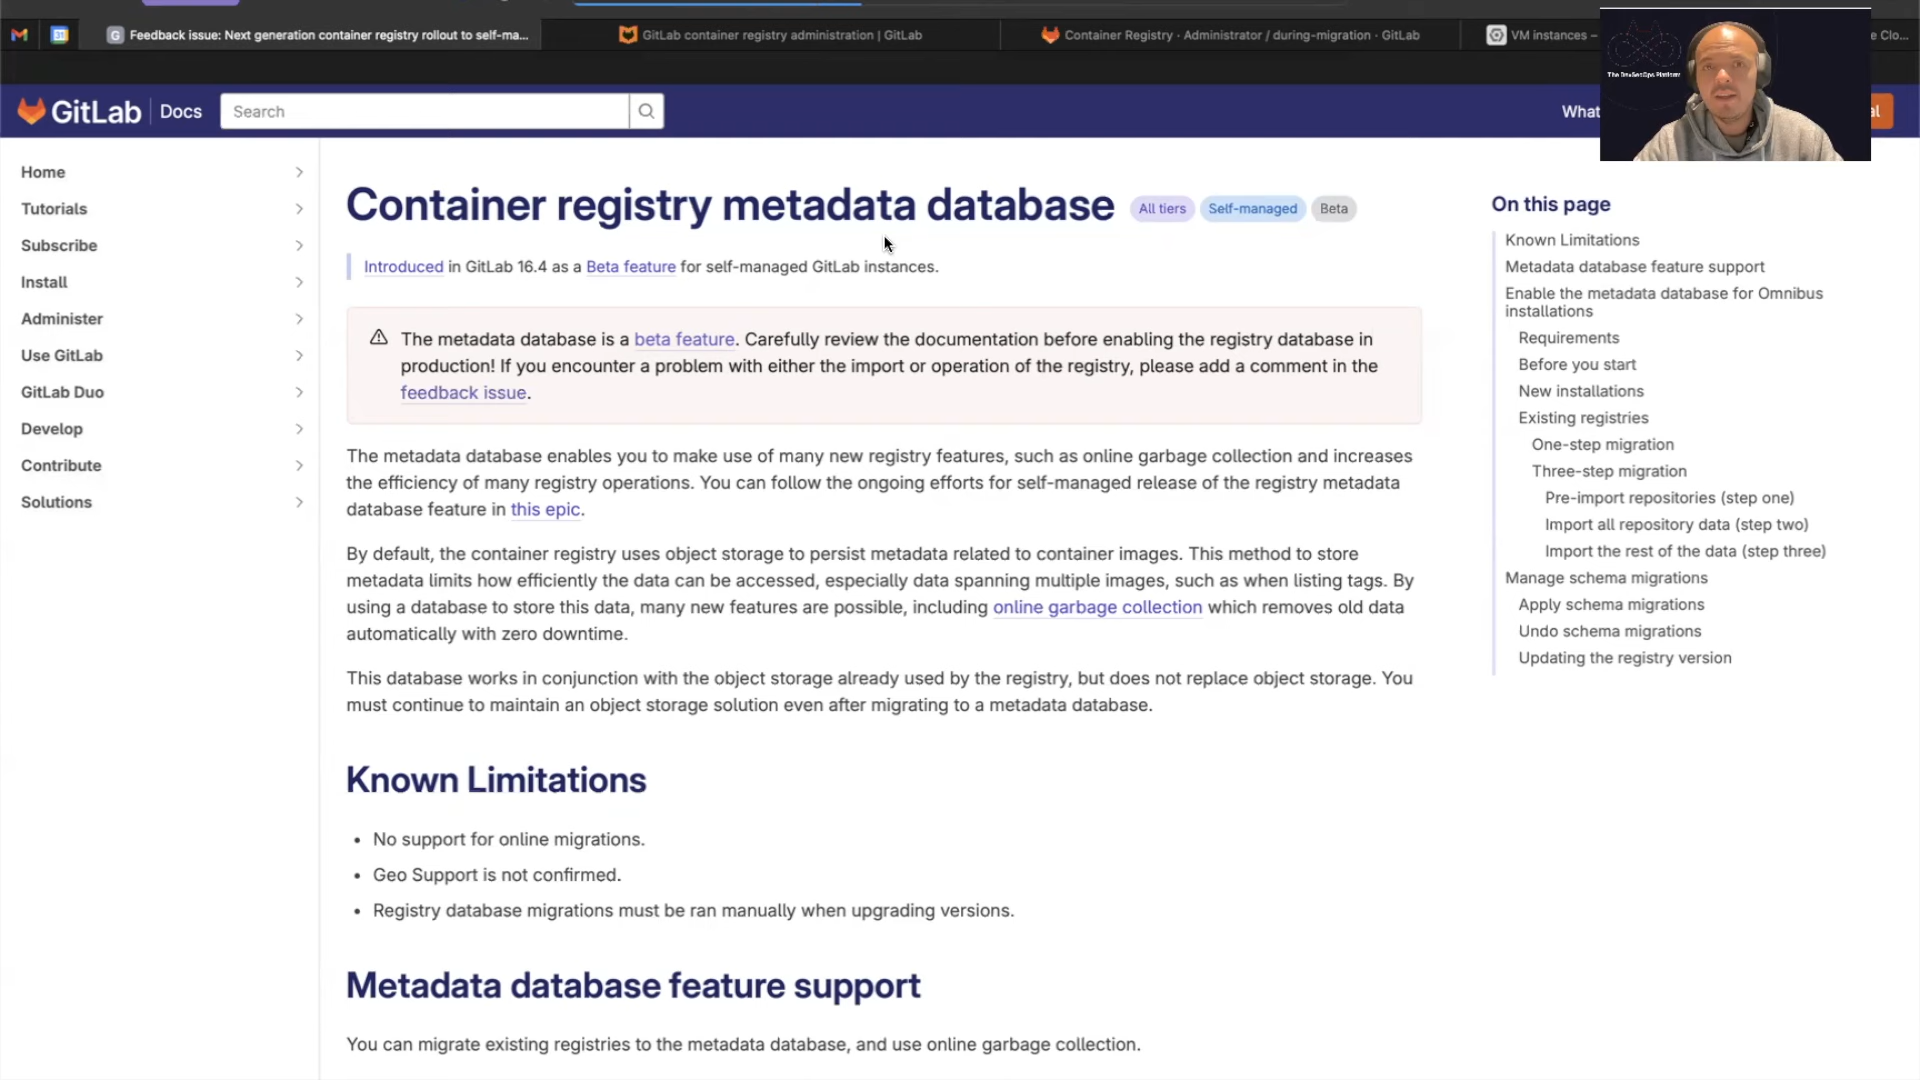 Feedback issue: Next generation container registry rollout to self-ma...
GitLab container registry administration | GitLab
Container Registry · Administrator / during-migration · GitLab
VM instances –
e Clo...
The DevSecOps Platform
GitLab Docs
Search
What
al
Home
Tutorials
Subscribe
Install
Administer
Use GitLab
GitLab Duo
Develop
Contribute
Solutions
Container registry metadata database All tiers Self-managed Beta
Introduced in GitLab 16.4 as a Beta feature for self-managed GitLab instances.
The metadata database is a beta feature. Carefully review the documentation before enabling the registry database in
production! If you encounter a problem with either the import or operation of the registry, please add a comment in the
feedback issue.
The metadata database enables you to make use of many new registry features, such as online garbage collection and increases
the efficiency of many registry operations. You can follow the ongoing efforts for self-managed release of the registry metadata
database feature in this epic.
By default, the container registry uses object storage to persist metadata related to container images. This method to store
metadata limits how efficiently the data can be accessed, especially data spanning multiple images, such as when listing tags. By
using a database to store this data, many new features are possible, including online garbage collection which removes old data
automatically with zero downtime.
This database works in conjunction with the object storage already used by the registry, but does not replace object storage. You
must continue to maintain an object storage solution even after migrating to a metadata database.
Known Limitations
• No support for online migrations.
• Geo Support is not confirmed.
• Registry database migrations must be ran manually when upgrading versions.
Metadata database feature support
You can migrate existing registries to the metadata database, and use online garbage collection.
On this page
Known Limitations
Metadata database feature support
Enable the metadata database for Omnibus
installations
Requirements
Before you start
New installations
Existing registries
One-step migration
Three-step migration
Pre-import repositories (step one)
Import all repository data (step two)
Import the rest of the data (step three)
Manage schema migrations
Apply schema migrations
Undo schema migrations
Updating the registry version